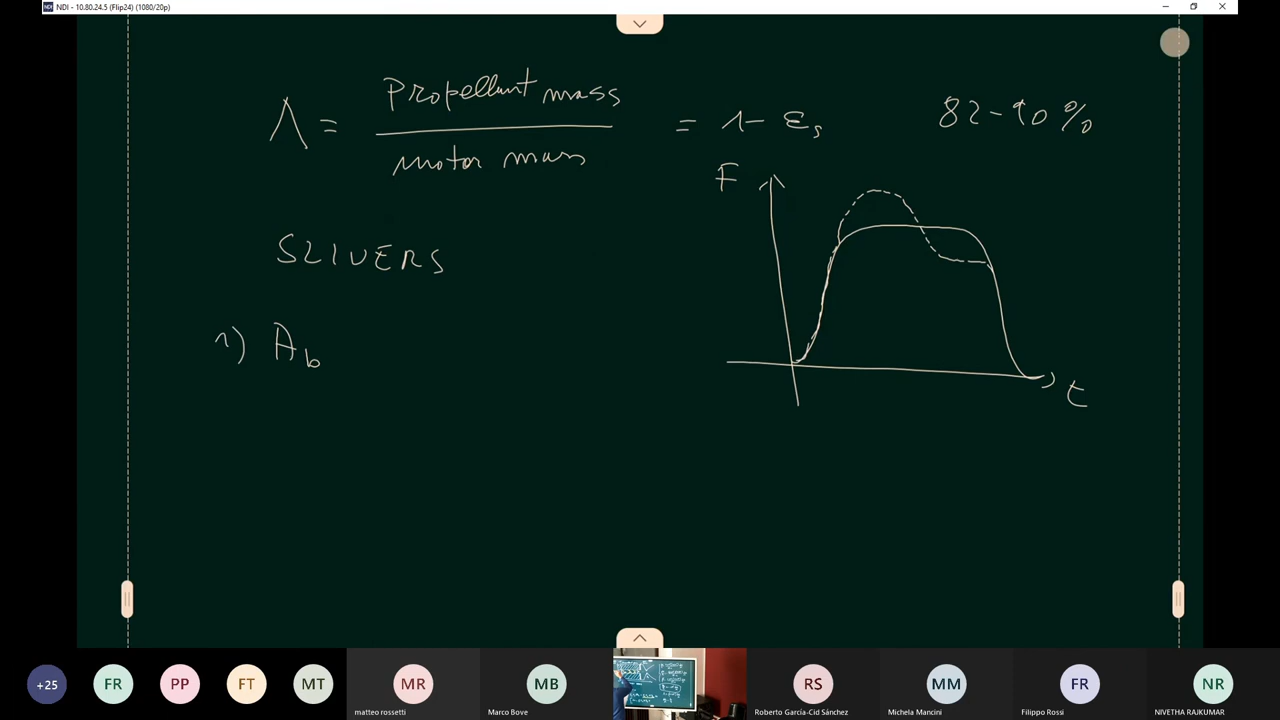 NDI - 10.80.24.5 (Flip24) (1080/20p)
Λ = Propellant mass / motor mass = 1 - εs 82-90%
F
SLIVERS
1) Ab
t
+25 FR PP FT MT MR MB RS MM FR NR
matteo rossetti Marco Bove Roberto García-Cid Sánchez Michela Mancini Filippo Rossi NIVETHA RAJKUMAR